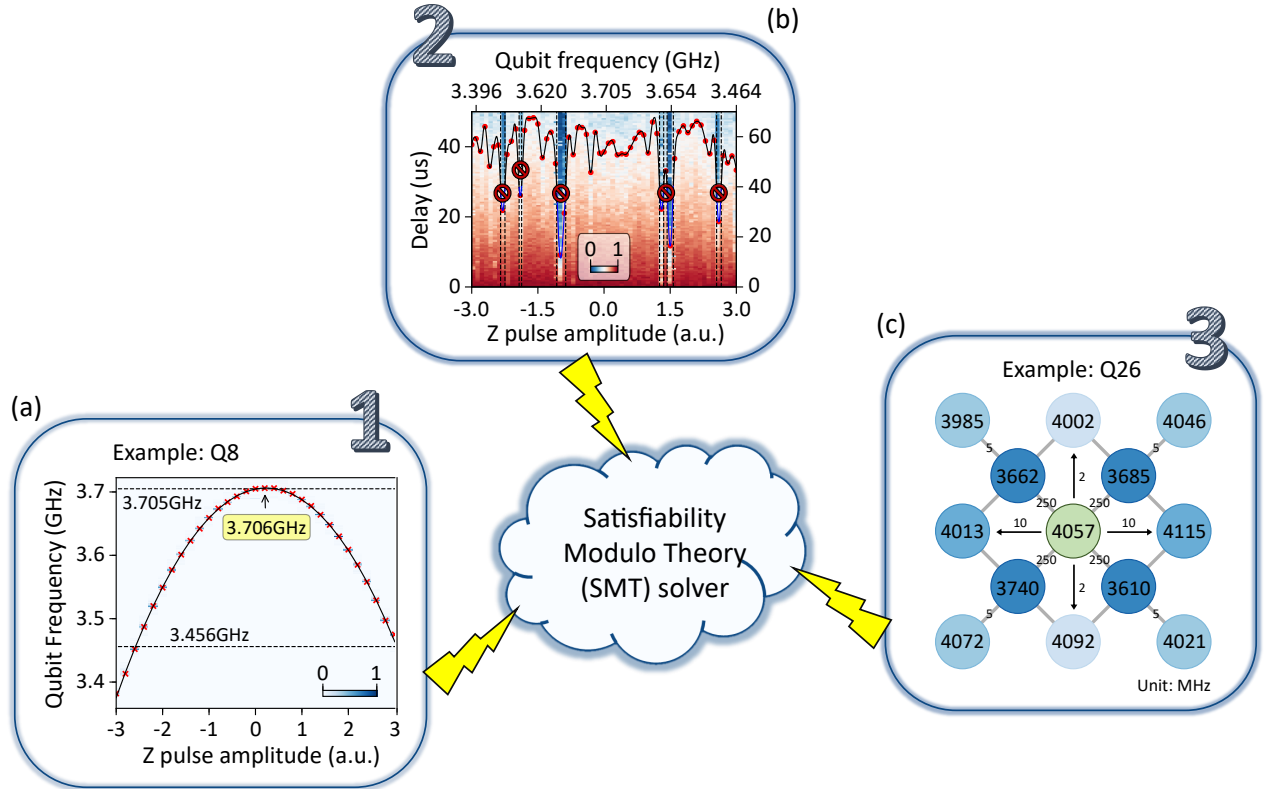 2
(b)
Qubit frequency (GHz)
3.396 3.620 3.705 3.654 3.464
Delay (us)
40
20
0
60
40
20
0
0 1
-3.0 -1.5 0.0 1.5 3.0
Z pulse amplitude (a.u.)
(a)
1
Example: Q8
Qubit Frequency (GHz)
3.7
3.6
3.5
3.4
3.705GHz
3.706GHz
3.456GHz
0 1
-3 -2 -1 0 1 2 3
Z pulse amplitude (a.u.)
Satisfiability
Modulo Theory
(SMT) solver
(c)
3
Example: Q26
3985 4002 4046
5 5
3662 2 3685
250 250
4013 10 4057 10 4115
250 250
3740 2 3610
5 5
4072 4092 4021
Unit: MHz